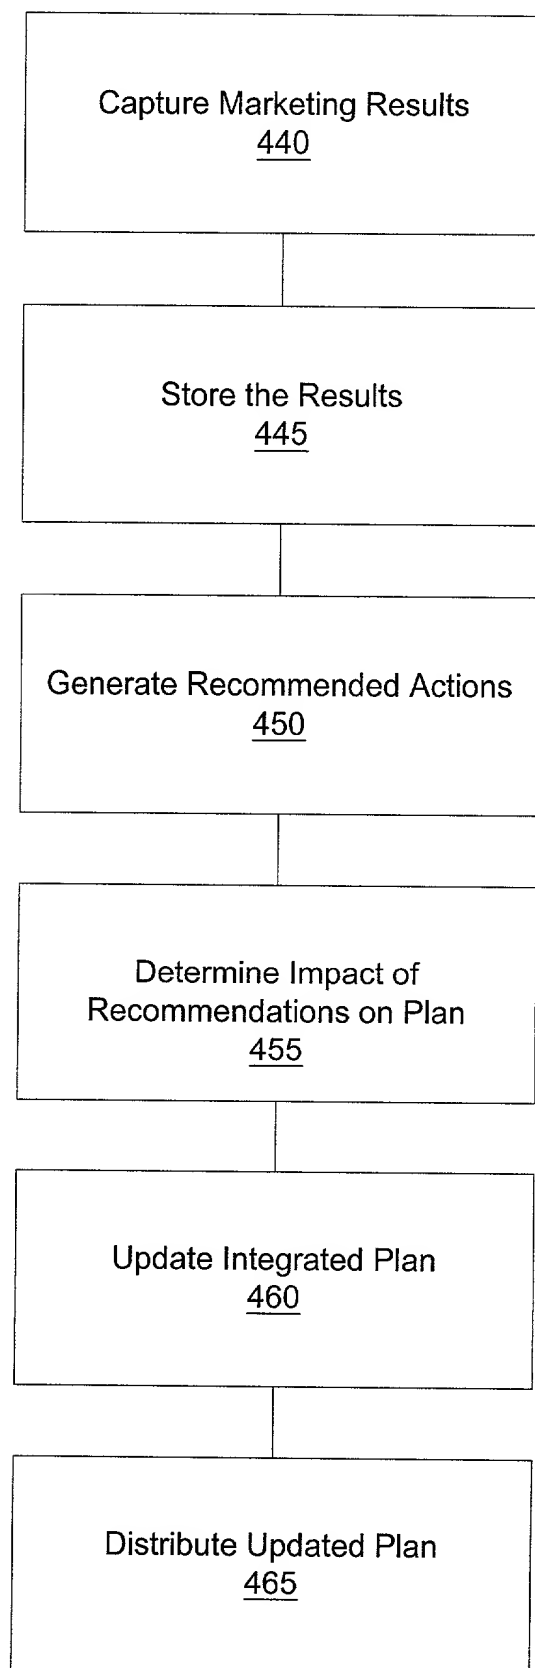 Capture Marketing Results
440
Store the Results
445
Generate Recommended Actions
450
Determine Impact of
Recommendations on Plan
455
Update Integrated Plan
460
Distribute Updated Plan
465